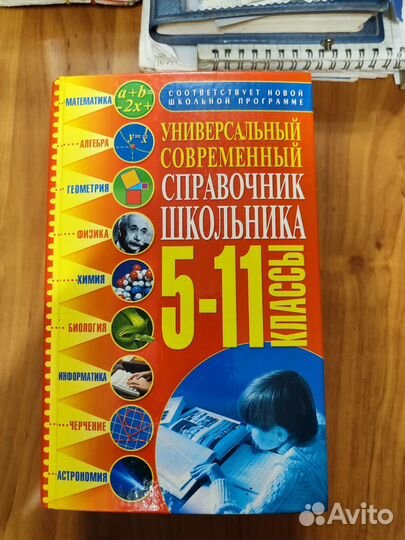 СООТВЕТСТВУЕТ НОВОЙ
ШКОЛЬНОЙ ПРОГРАММЕ
УНИВЕРСАЛЬНЫЙ
СОВРЕМЕННЫЙ
СПРАВОЧНИК
ШКОЛЬНИКА
5-11
КЛАССЫ
МАТЕМАТИКА
a+b=
-2x+
АЛГЕБРА
ГЕОМЕТРИЯ
ФИЗИКА
ХИМИЯ
БИОЛОГИЯ
ИНФОРМАТИКА
ЧЕРЧЕНИЕ
АСТРОНОМИЯ
Avito